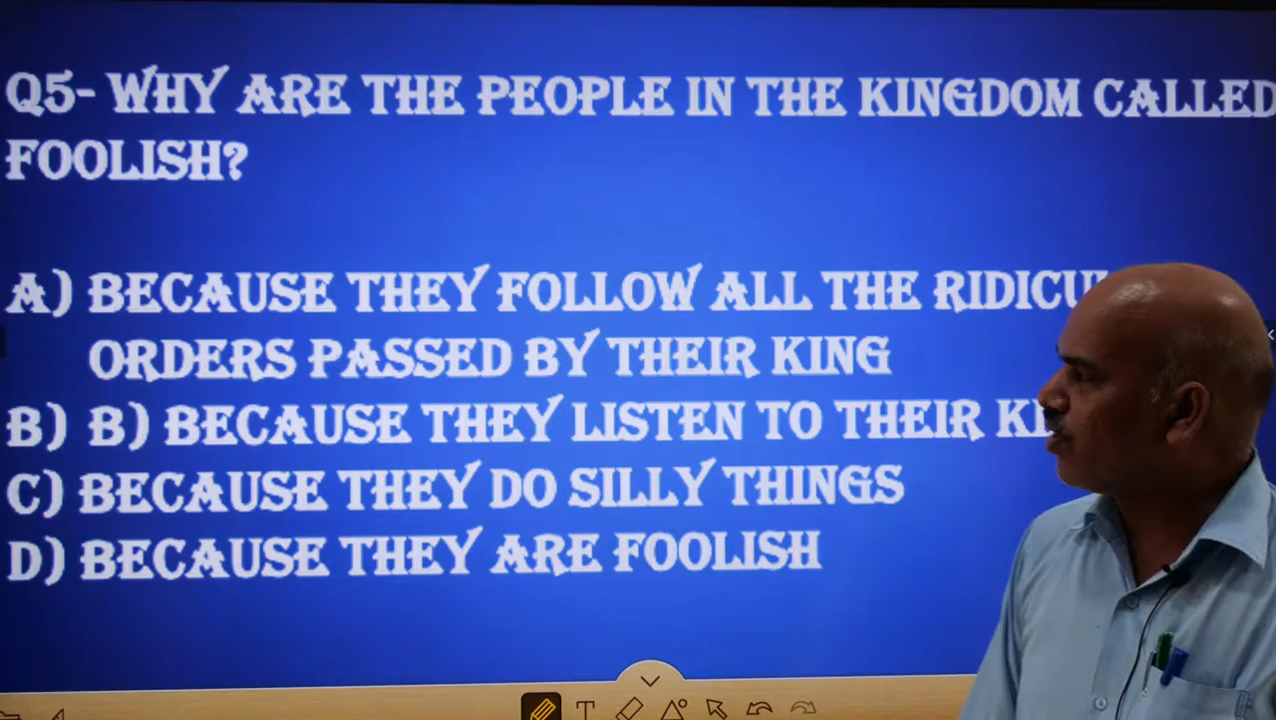 Q5- WHY ARE THE PEOPLE IN THE KINGDOM CALLED
FOOLISH?
A) BECAUSE THEY FOLLOW ALL THE
ORDERS PASSED BY THEIR KING
B) B) BECAUSE THEY LISTEN TO THEIR
C) BECAUSE THEY DO SILLY THINGS
D) BECAUSE THEY ARE FOOLISH
T